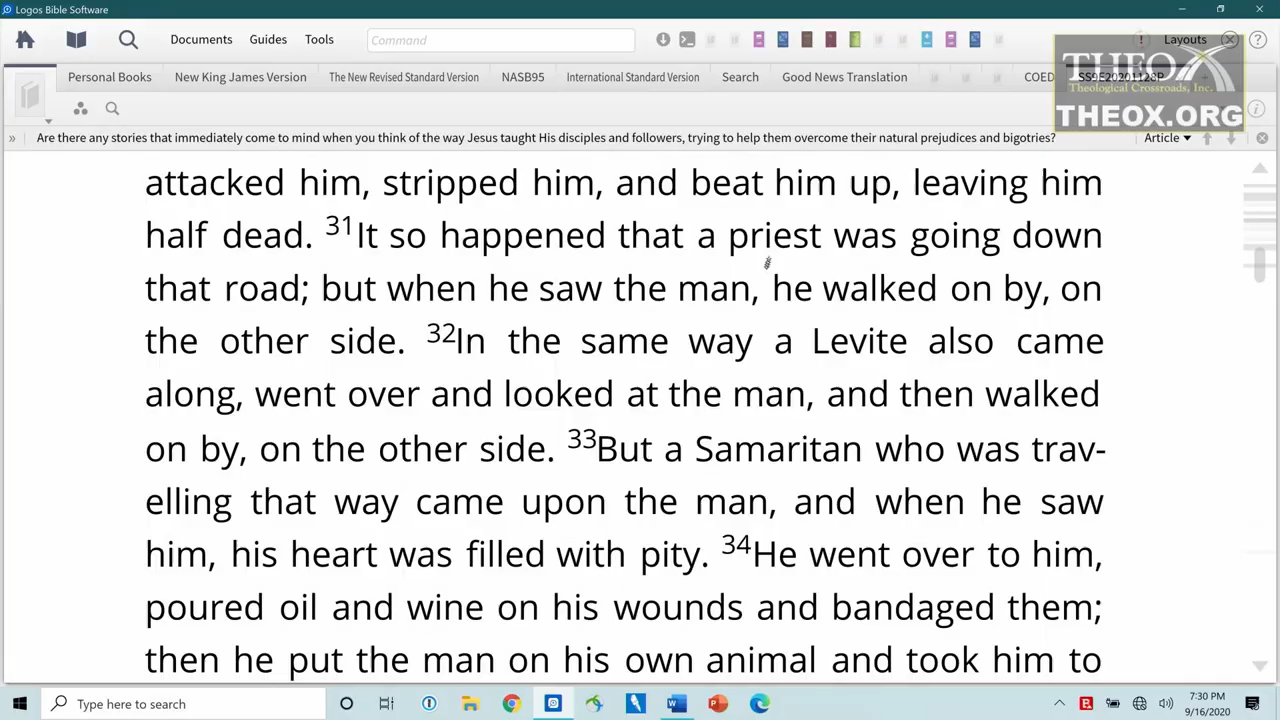 Logos Bible Software
Documents Guides Tools Command Layouts
Personal Books New King James Version The New Revised Standard Version NASB95 International Standard Version Search Good News Translation COED SS9E20201128P
THEOX
Theological Crossroads, Inc.
THEOX.ORG
» Are there any stories that immediately come to mind when you think of the way Jesus taught His disciples and followers, trying to help them overcome their natural prejudices and bigotries? Article
attacked him, stripped him, and beat him up, leaving him
half dead. 31It so happened that a priest was going down
that road; but when he saw the man, he walked on by, on
the other side. 32In the same way a Levite also came
along, went over and looked at the man, and then walked
on by, on the other side. 33But a Samaritan who was trav-
elling that way came upon the man, and when he saw
him, his heart was filled with pity. 34He went over to him,
poured oil and wine on his wounds and bandaged them;
then he put the man on his own animal and took him to
Type here to search
7:30 PM
9/16/2020